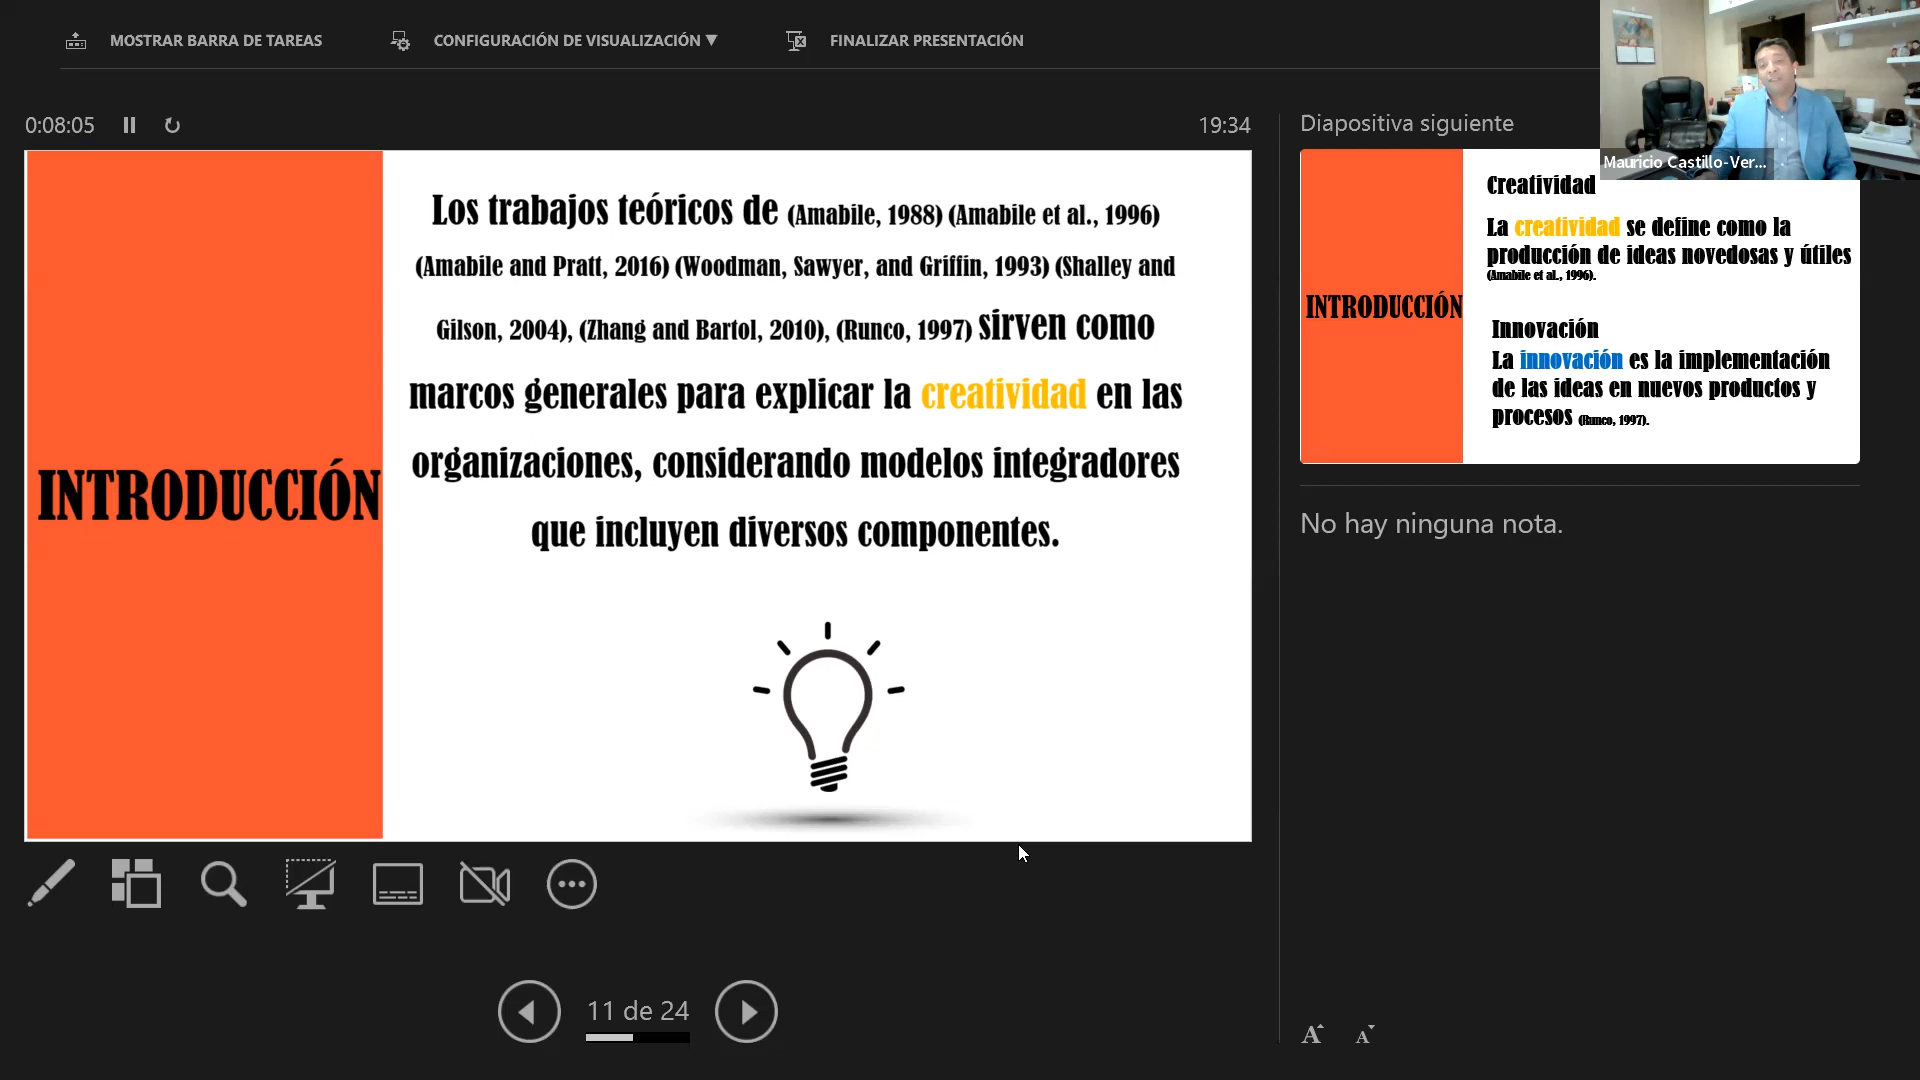 MOSTRAR BARRA DE TAREAS
CONFIGURACIÓN DE VISUALIZACIÓN ▼
FINALIZAR PRESENTACIÓN
0:08:05
19:34
INTRODUCCIÓN
Los trabajos teóricos de (Amabile, 1988) (Amabile et al., 1996)
(Amabile and Pratt, 2016) (Woodman, Sawyer, and Griffin, 1993) (Shalley and
Gilson, 2004), (Zhang and Bartol, 2010), (Runco, 1997) sirven como
marcos generales para explicar la creatividad en las
organizaciones, considerando modelos integradores
que incluyen diversos componentes.
11 de 24
Diapositiva siguiente
Mauricio Castillo-Ver...
INTRODUCCIÓN
Creatividad
La creatividad se define como la
producción de ideas novedosas y útiles
(Amabile et al., 1996).
Innovación
La innovación es la implementación
de las ideas en nuevos productos y
procesos (Runco, 1997).
No hay ninguna nota.
A A